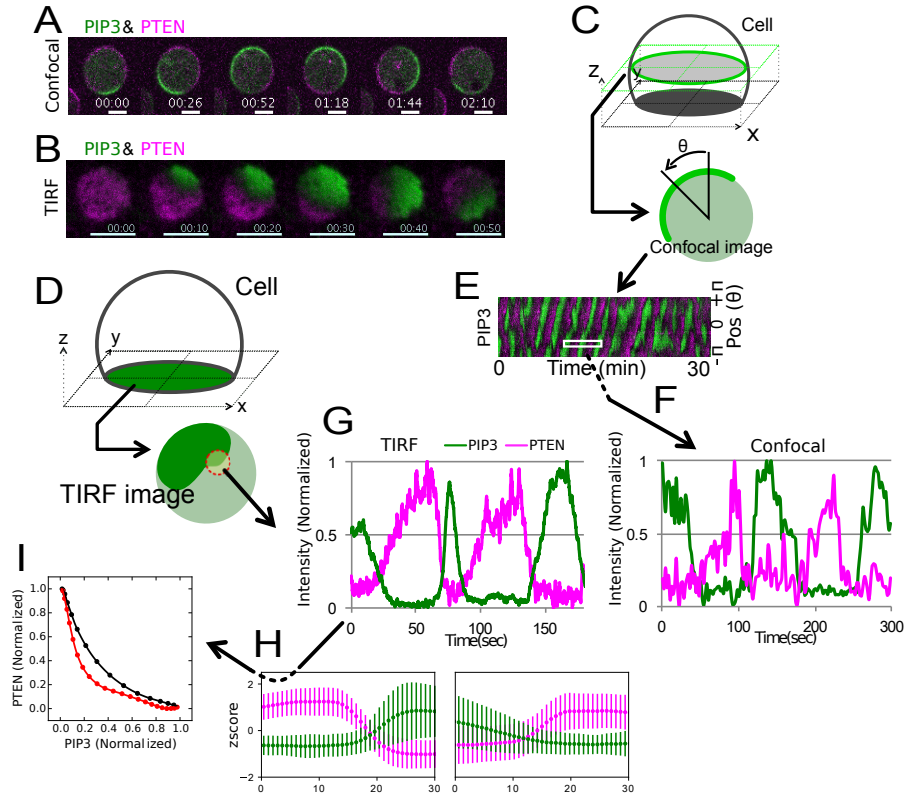 A
PIP3 & PTEN
Confocal
00:00
00:26
00:52
01:18
01:44
02:10
B
PIP3 & PTEN
TIRF
00:00
00:10
00:20
00:30
00:40
00:50
C
Cell
z
y
x
θ
Confocal image
D
Cell
z
y
x
TIRF image
E
PIP3
+π
0
-π
Pos (θ)
0
Time (min)
30
F
Confocal
Intensity (Normalized)
1
0.5
0
0
100
200
300
Time(sec)
G
TIRF
PIP3
PTEN
Intensity (Normalized)
1
0.5
0
0
50
100
150
Time(sec)
H
zscore
2
0
−2
0
10
20
30
0
10
20
30
I
PTEN (Normalized)
1.0
0.8
0.6
0.4
0.2
0.0
0.0
0.2
0.4
0.6
0.8
1.0
PIP3 (Normalized)